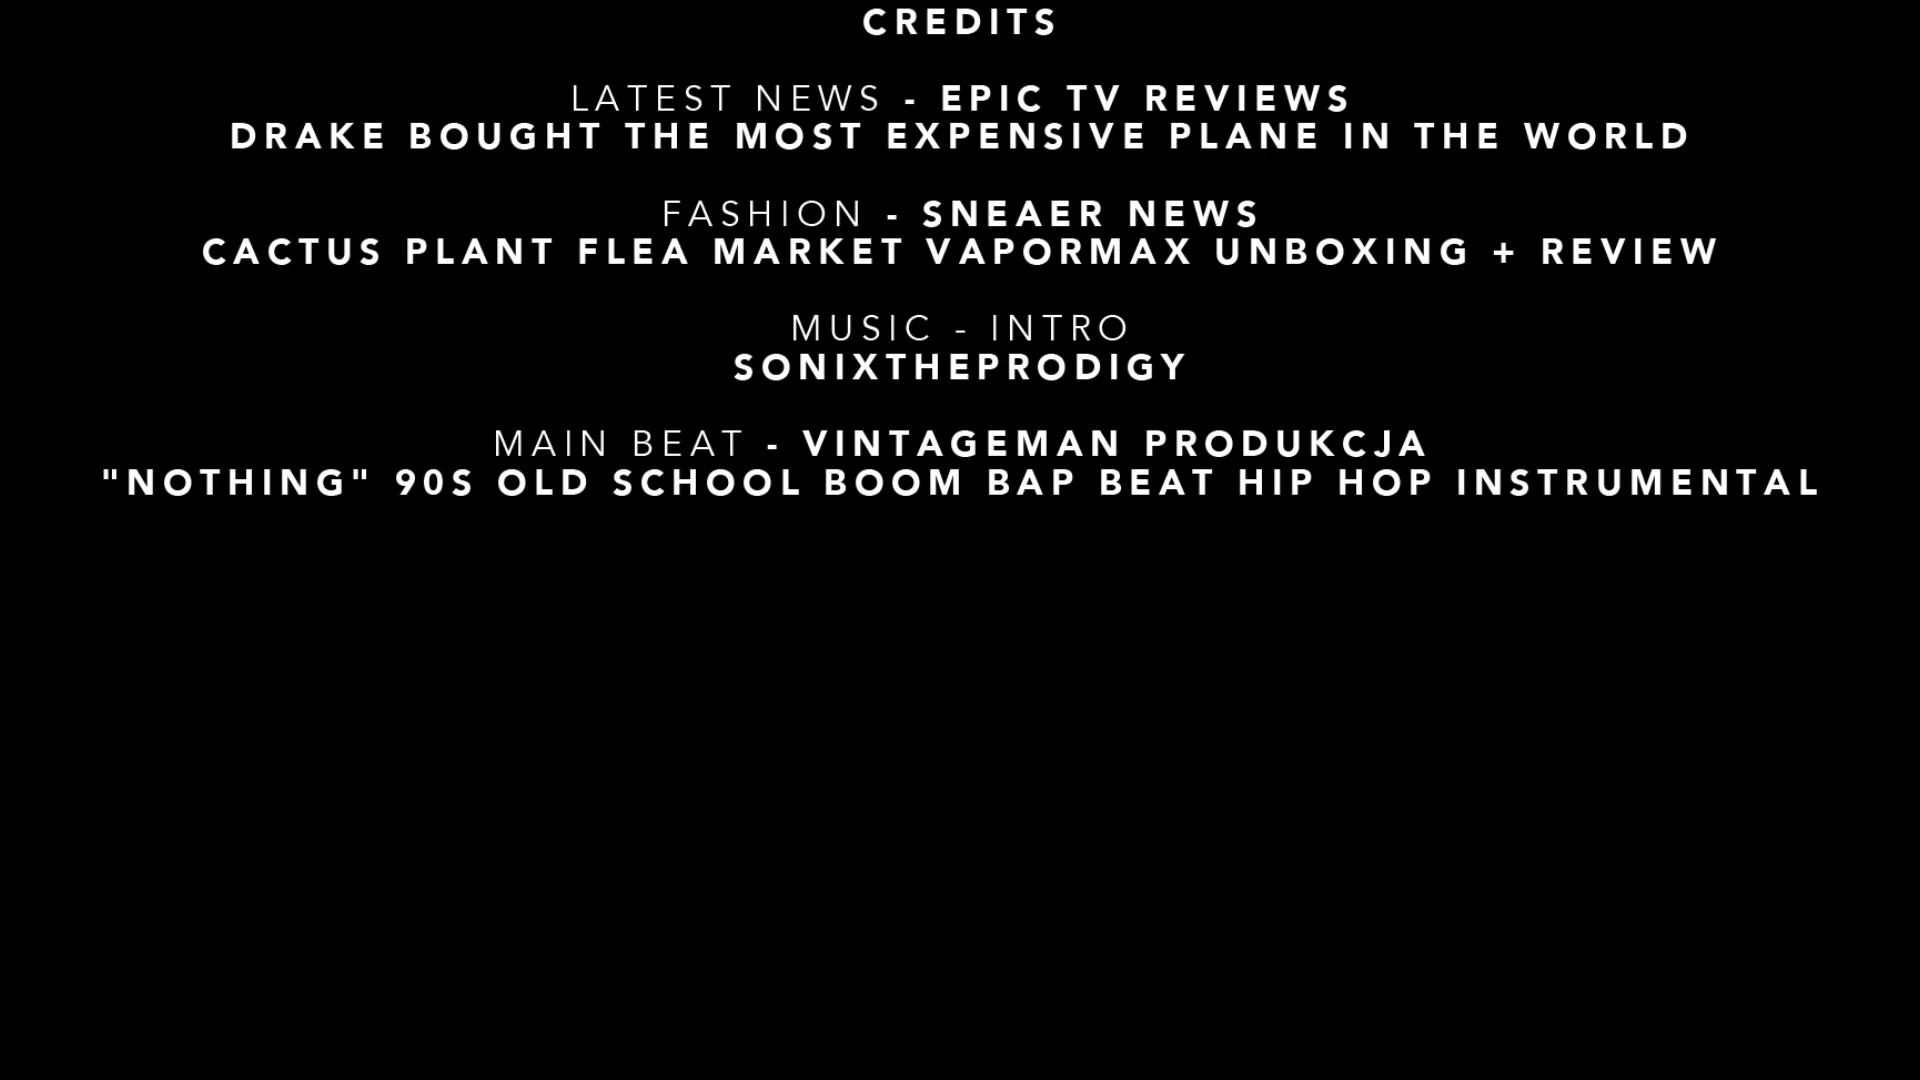 CREDITS
LATEST NEWS - EPIC TV REVIEWS
DRAKE BOUGHT THE MOST EXPENSIVE PLANE IN THE WORLD
FASHION - SNEAER NEWS
CACTUS PLANT FLEA MARKET VAPORMAX UNBOXING + REVIEW
MUSIC - INTRO
SONIXTHEPRODIGY
MAIN BEAT - VINTAGEMAN PRODUKCJA
"NOTHING" 90S OLD SCHOOL BOOM BAP BEAT HIP HOP INSTRUMENTAL